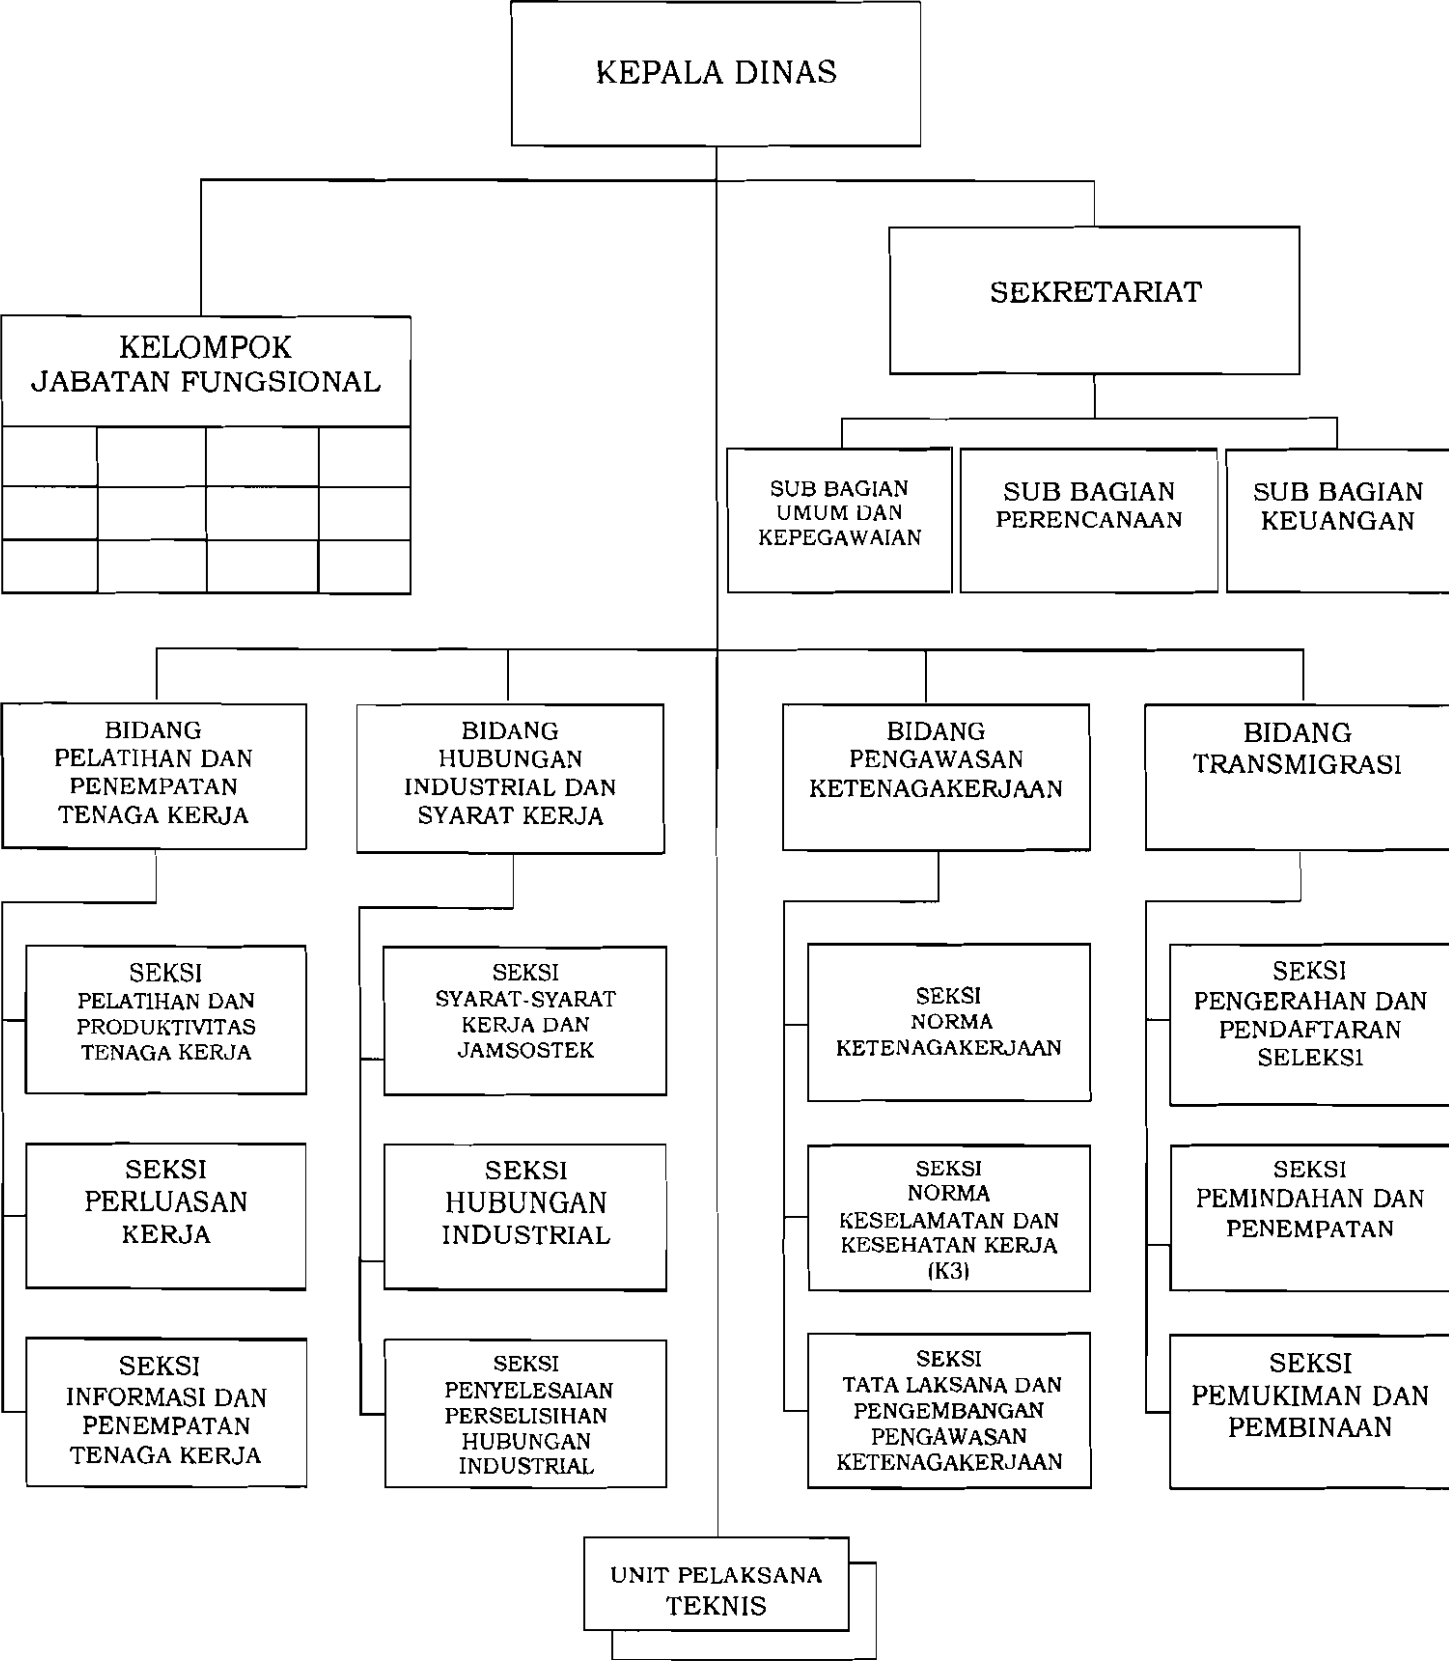 KEPALA DINAS
SEKRETARIAT
KELOMPOK
JABATAN FUNGSIONAL
SUB BAGIAN
UMUM DAN
KEPEGAWAIAN
SUB BAGIAN
PERENCANAAN
SUB BAGIAN
KEUANGAN
BIDANG
PELATIHAN DAN
PENEMPATAN
TENAGA KERJA
BIDANG
HUBUNGAN
INDUSTRIAL DAN
SYARAT KERJA
BIDANG
PENGAWASAN
KETENAGAKERJAAN
BIDANG
TRANSMIGRASI
SEKSI
PELATIHAN DAN
PRODUKTIVITAS
TENAGA KERJA
SEKSI
SYARAT-SYARAT
KERJA DAN
JAMSOSTEK
SEKSI
NORMA
KETENAGAKERJAAN
SEKSI
PENGERAHAN DAN
PENDAFTARAN
SELEKSI
SEKSI
PERLUASAN
KERJA
SEKSI
HUBUNGAN
INDUSTRIAL
SEKSI
NORMA
KESELAMATAN DAN
KESEHATAN KERJA
(K3)
SEKSI
PEMINDAHAN DAN
PENEMPATAN
SEKSI
INFORMASI DAN
PENEMPATAN
TENAGA KERJA
SEKSI
PENYELESAIAN
PERSELISIHAN
HUBUNGAN
INDUSTRIAL
SEKSI
TATA LAKSANA DAN
PENGEMBANGAN
PENGAWASAN
KETENAGAKERJAAN
SEKSI
PEMUKIMAN DAN
PEMBINAAN
UNIT PELAKSANA
TEKNIS